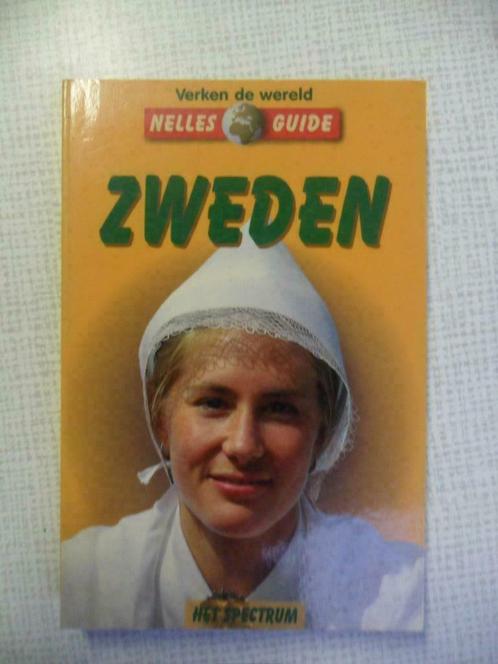 Verken de wereld
NELLES GUIDE
ZWEDEN
HET SPECTRUM